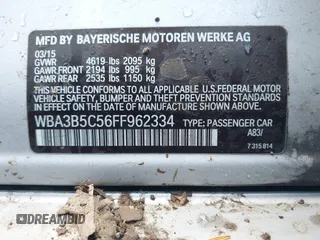 MFD BY BAYERISCHE MOTOREN WERKE AG
03/15
GVWR 4619 lbs 2095 kg
GAWR,FRONT 2194 lbs 995 kg
GAWR,REAR 2535 lbs 1150 kg
THIS VEHICLE CONFORMS TO ALL APPLICABLE U.S.FEDERAL MOTOR
VEHICLE SAFETY, BUMPER AND THEFT PREVENTION STANDARDS IN
EFFECT ON THE DATE OF MANUFACTURE SHOWN ABOVE.
WBA3B5C56FF962334 TYPE: PASSENGER CAR
A83/
7 315 814
DREAMBID